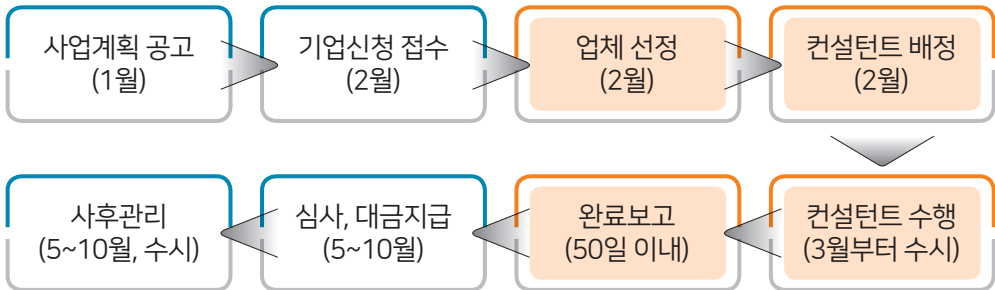 사업계획 공고
(1월)
기업신청 접수
(2월)
업체 선정
(2월)
컨설턴트 배정
(2월)
컨설턴트 수행
(3월부터 수시)
완료보고
(50일 이내)
심사, 대금지급
(5~10월)
사후관리
(5~10월, 수시)